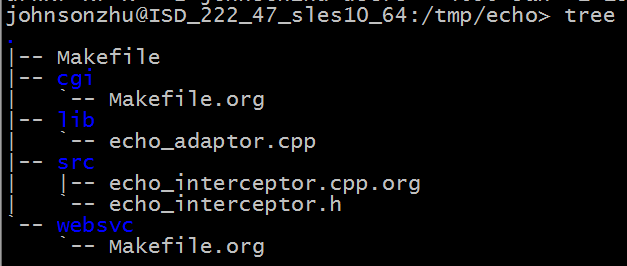 johnsonzhu@ISD_222_47_sles10_64:/tmp/echo> tree
.
|-- Makefile
|-- cgi
|   `-- Makefile.org
|-- lib
|   `-- echo_adaptor.cpp
|-- src
|   |-- echo_interceptor.cpp.org
|   `-- echo_interceptor.h
`-- websvc
    `-- Makefile.org